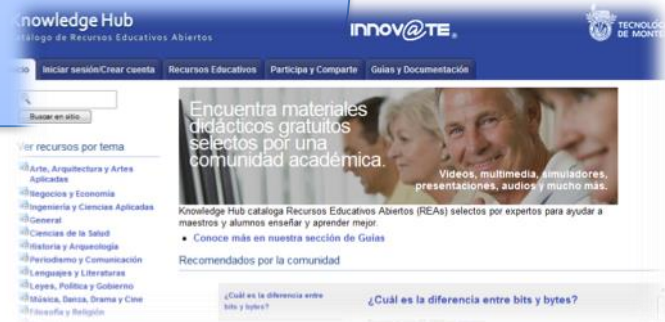 Knowledge Hub
Catálogo de Recursos Educativos Abiertos
INNOV@TE®
TECNOLÓG
DE MONTE
Iniciar sesión/Crear cuenta
Recursos Educativos
Participa y Comparte
Guías y Documentación
Buscar en sitio
Ver recursos por tema
Arte, Arquitectura y Artes
Aplicadas
Negocios y Economía
Ingeniería y Ciencias Aplicadas
General
Ciencias de la Salud
Historia y Arqueología
Periodismo y Comunicación
Lenguajes y Literaturas
Leyes, Política y Gobierno
Música, Danza, Drama y Cine
Filosofía y Religión
Encuentra materiales
didácticos gratuitos
selectos por una
comunidad académica.
Videos, multimedia, simuladores,
presentaciones, audios y mucho más.
Knowledge Hub cataloga Recursos Educativos Abiertos (REAs) selectos por expertos para ayudar a
maestros y alumnos enseñar y aprender mejor.
• Conoce más en nuestra sección de Guías
Recomendados por la comunidad
¿Cuál es la diferencia entre
bits y bytes?
¿Cuál es la diferencia entre bits y bytes?